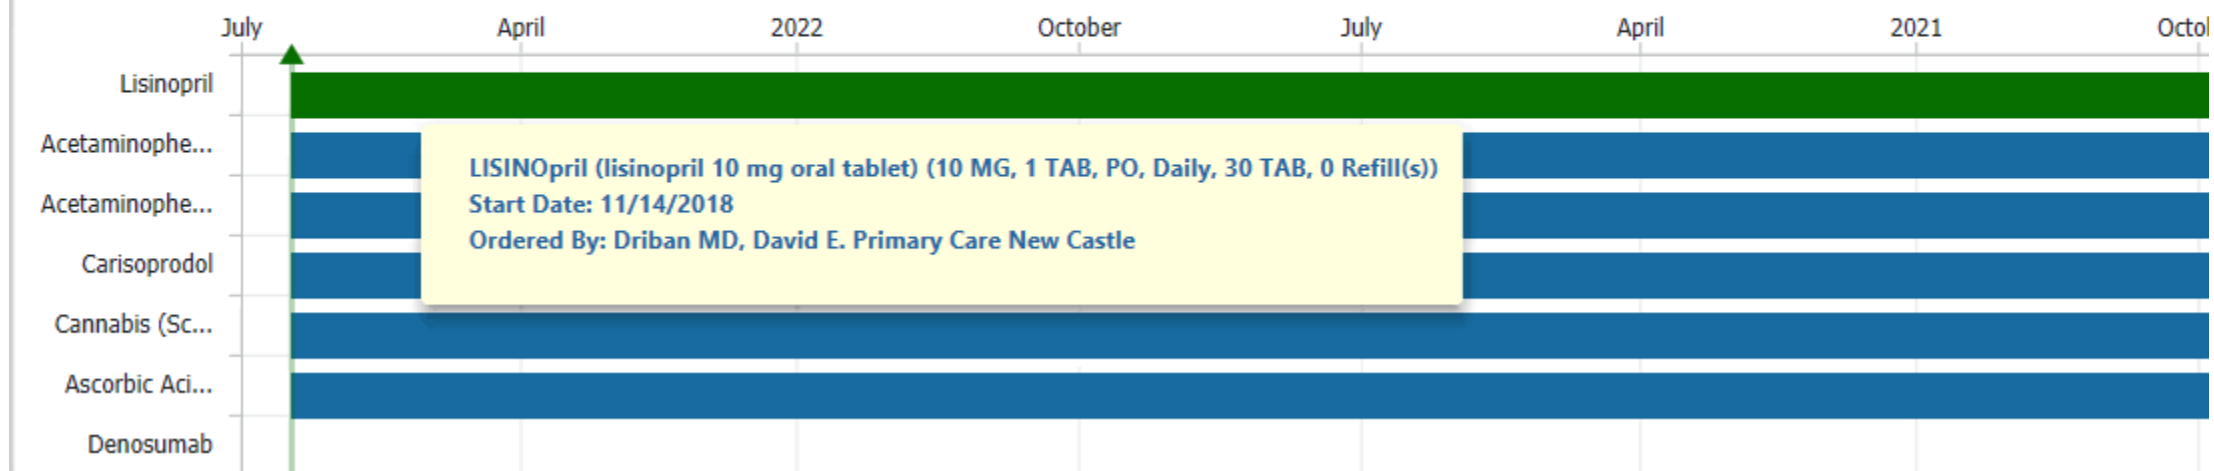 July April 2022 October July April 2021 Octo
Lisinopril
Acetaminophe...
LISINOpril (lisinopril 10 mg oral tablet) (10 MG, 1 TAB, PO, Daily, 30 TAB, 0 Refill(s))
Start Date: 11/14/2018
Acetaminophe...
Ordered By: Driban MD, David E. Primary Care New Castle
Carisoprodol
Cannabis (Sc...
Ascorbic Aci...
Denosumab